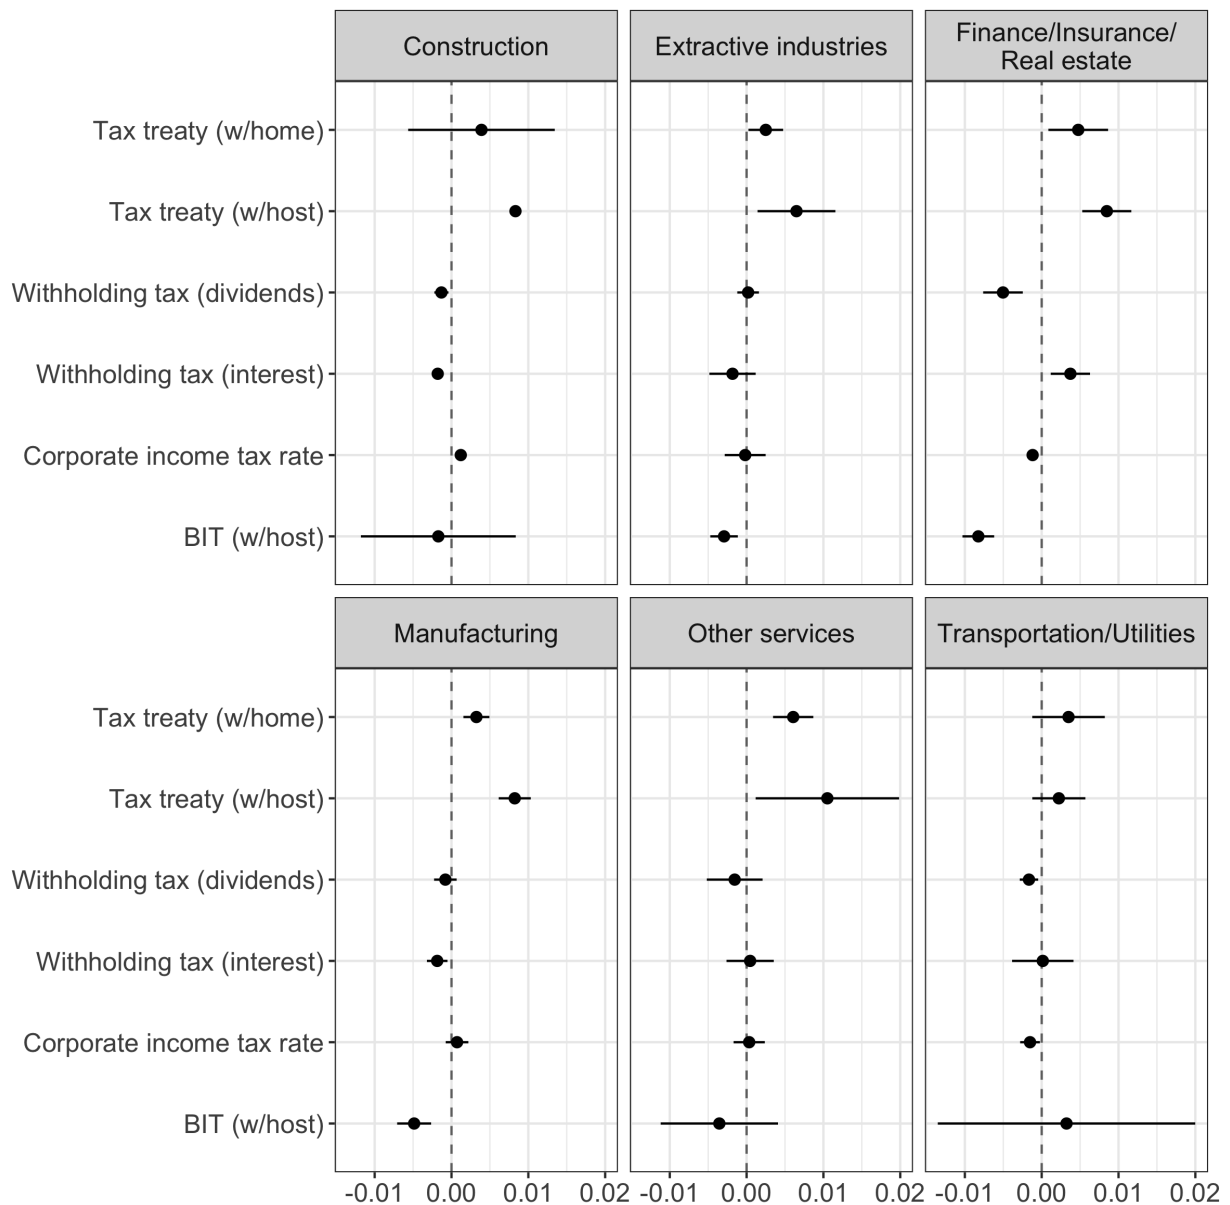 Construction
Extractive industries
Finance/Insurance/
Real estate
Tax treaty (w/home)
Tax treaty (w/host)
Withholding tax (dividends)
Withholding tax (interest)
Corporate income tax rate
BIT (w/host)
Manufacturing
Other services
Transportation/Utilities
Tax treaty (w/home)
Tax treaty (w/host)
Withholding tax (dividends)
Withholding tax (interest)
Corporate income tax rate
BIT (w/host)
-0.01 0.00 0.01 0.02 -0.01 0.00 0.01 0.02 -0.01 0.00 0.01 0.02